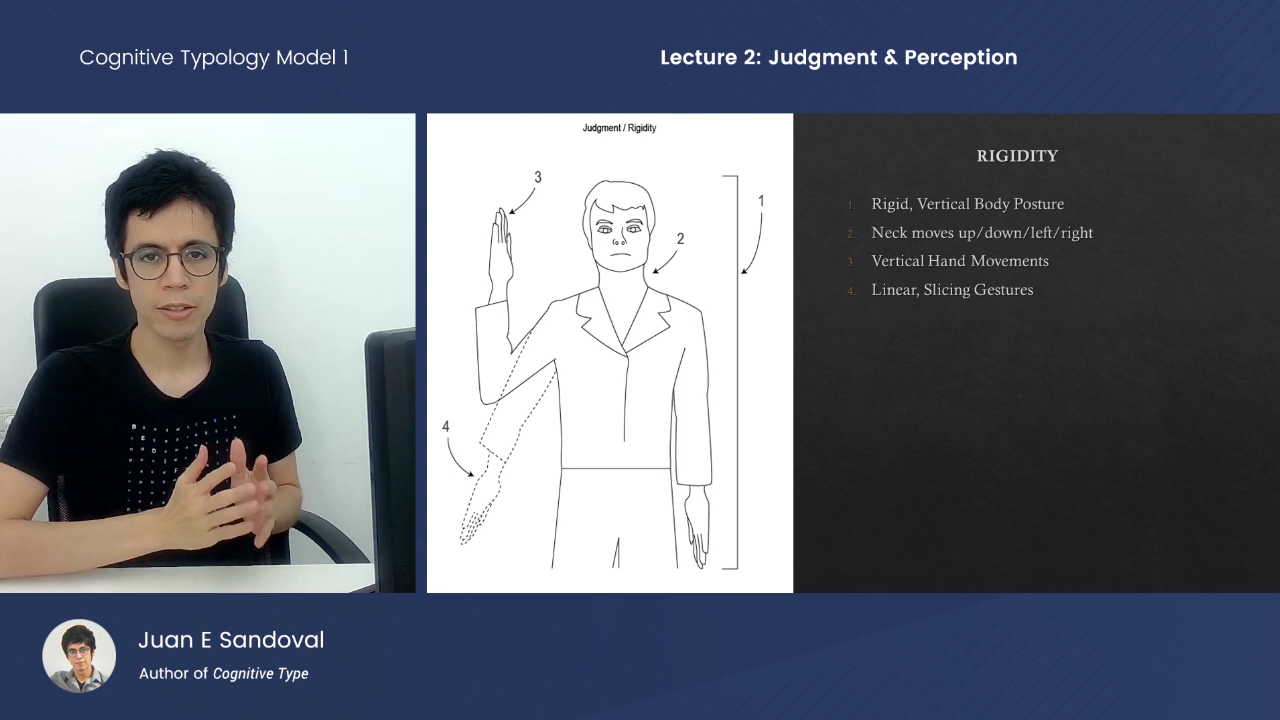 Cognitive Typology Model 1
Lecture 2: Judgment & Perception
Judgment / Rigidity
3
1
2
4
RIGIDITY
1. Rigid, Vertical Body Posture
2. Neck moves up/down/left/right
3. Vertical Hand Movements
4. Linear, Slicing Gestures
Juan E Sandoval
Author of Cognitive Type